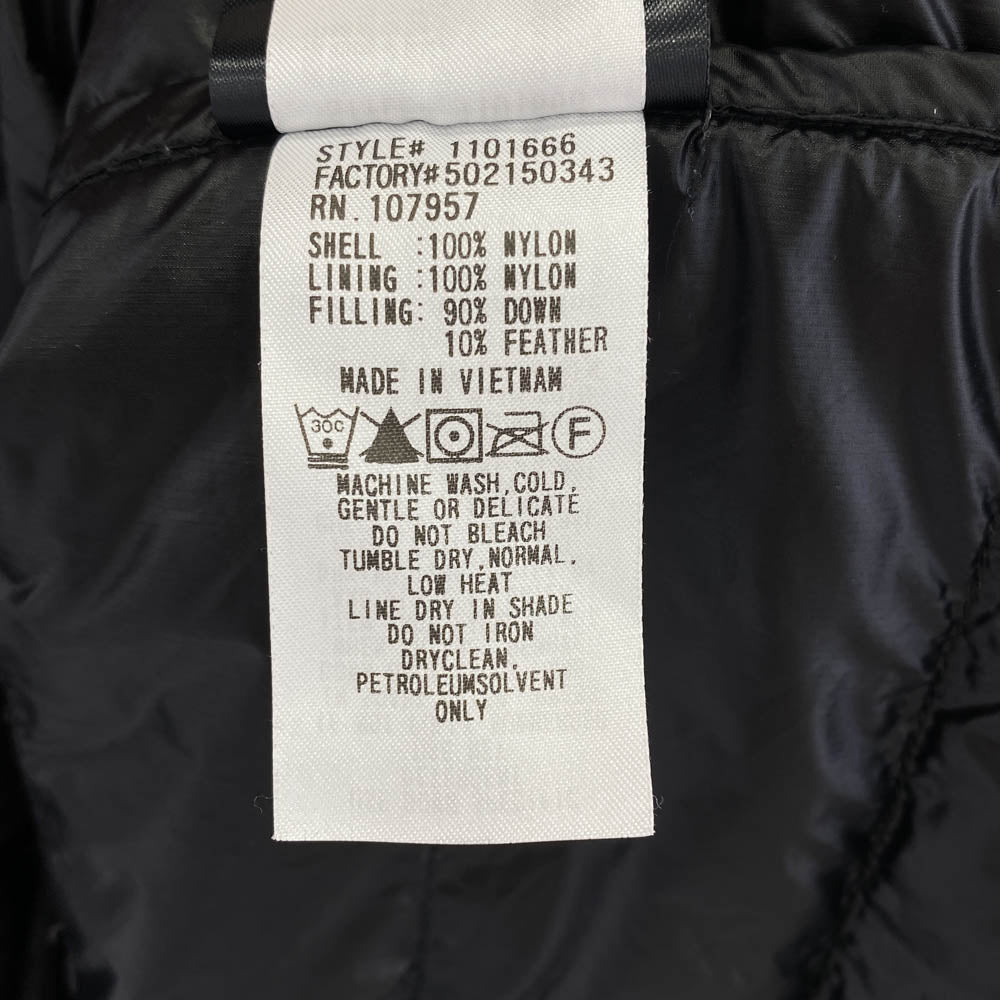 STYLE# 1101666
FACTORY#502150343
RN. 107957
SHELL :100% NYLON
LINING :100% NYLON
FILLING: 90% DOWN
10% FEATHER
MADE IN VIETNAM
30C F
MACHINE WASH,COLD,
GENTLE OR DELICATE
DO NOT BLEACH
TUMBLE DRY,NORMAL,
LOW HEAT
LINE DRY IN SHADE
DO NOT IRON
DRYCLEAN,
PETROLEUMSOLVENT
ONLY